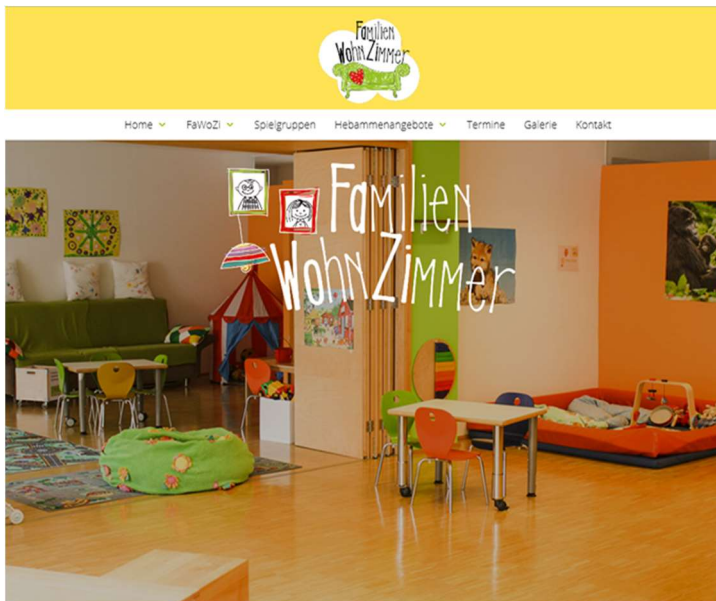 Familien
WohnZimmer
Home
FaWoZi
Spielgruppen
Hebammenangebote
Termine
Galerie
Kontakt
Familien
WohnZimmer